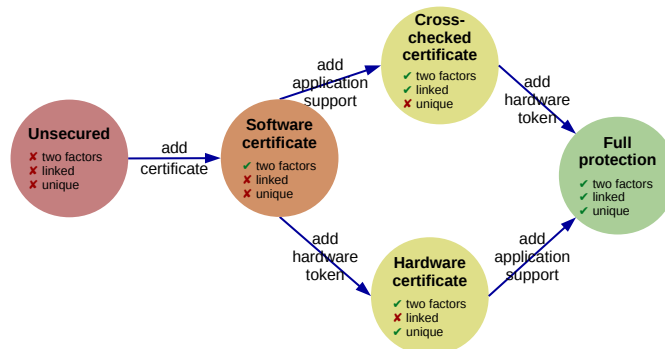 Unsecured
✘ two factors
✘ linked
✘ unique
add
certificate
Software
certificate
✔ two factors
✘ linked
✘ unique
add
application
support
Cross-
checked
certificate
✔ two factors
✔ linked
✘ unique
add
hardware
token
add
hardware
token
Hardware
certificate
✔ two factors
✘ linked
✔ unique
add
application
support
Full
protection
✔ two factors
✔ linked
✔ unique